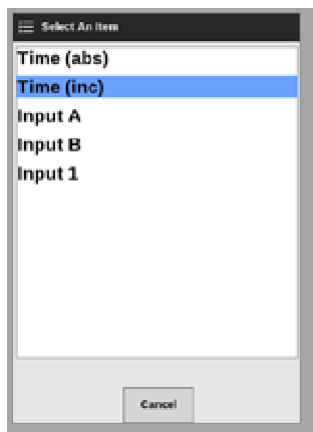 Select An Item
Time (abs)
Time (inc)
Input A
Input B
Input 1
Cancel